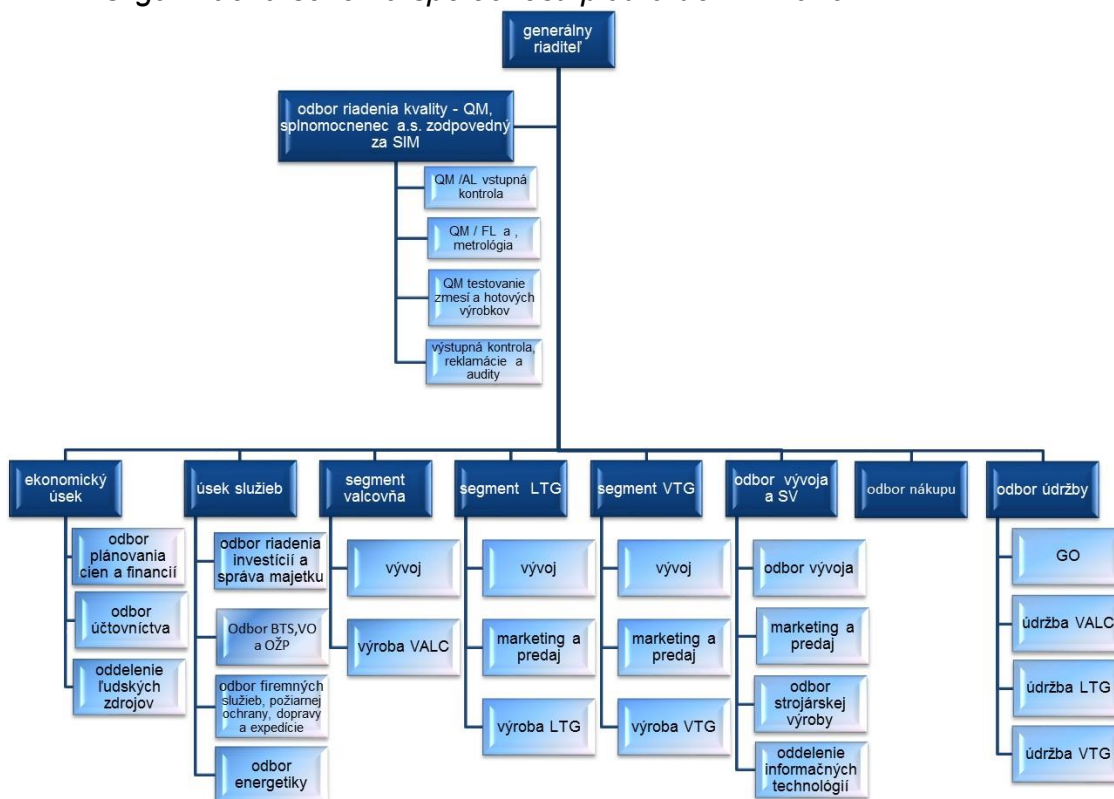 generálny
riaditeľ
odbor riadenia kvality - QM,
splnomocnenec a.s. zodpovedný
za SIM
QM /AL vstupná
kontrola
QM / FL a ,
metrológia
QM testovanie
zmesí a hotových
výrobkov
výstupná kontrola,
reklamácie a
audity
ekonomický
úsek
odbor
plánovania
cien a financií
odbor
účtovníctva
oddelenie
ľudských
zdrojov
úsek služieb
odbor riadenia
investícií a
správa majetku
Odbor BTS,VO
a OŽP
odbor firemných
služieb, požiarnej
ochrany, dopravy
a expedície
odbor
energetiky
segment
valcovňa
vývoj
výroba VALC
segment LTG
vývoj
marketing a
predaj
výroba LTG
segment VTG
vývoj
marketing a
predaj
výroba VTG
odbor vývoja
a SV
odbor vývoja
marketing a
predaj
odbor
strojárskej
výroby
oddelenie
informačných
technológií
odbor nákupu
odbor údržby
GO
údržba VALC
údržba LTG
údržba VTG